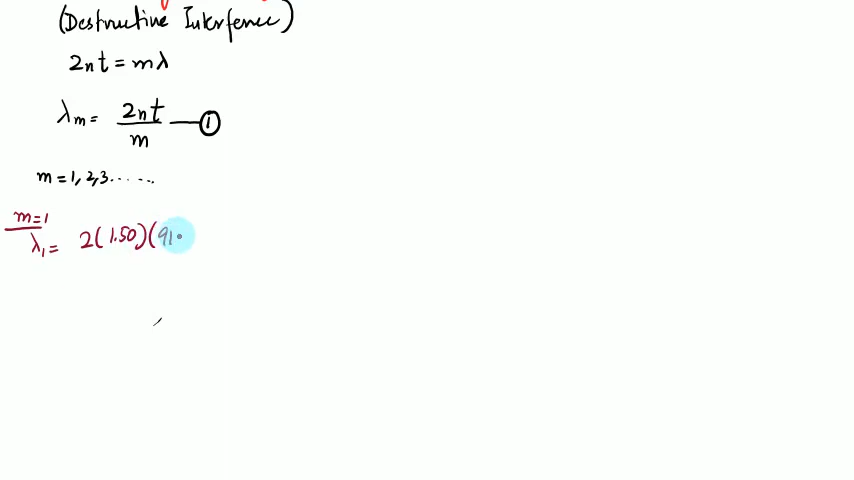 (Destructive Interference)
2nt = mλ
λm = 2nt/m —①
m = 1, 2, 3......
m=1
λ₁ = 2(1.50)(91.